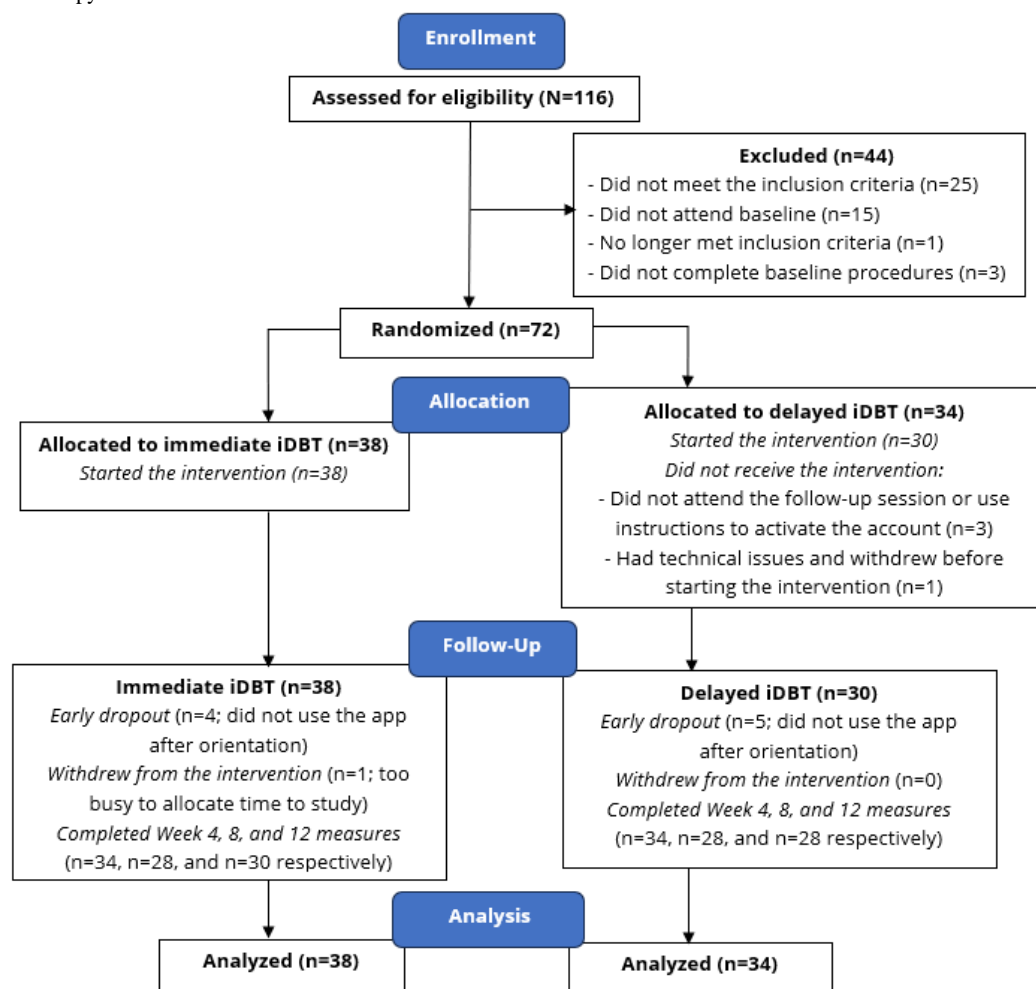 Enrollment
Assessed for eligibility (N=116)
Excluded (n=44)
- Did not meet the inclusion criteria (n=25)
- Did not attend baseline (n=15)
- No longer met inclusion criteria (n=1)
- Did not complete baseline procedures (n=3)
Randomized (n=72)
Allocation
Allocated to immediate iDBT (n=38)
Started the intervention (n=38)
Allocated to delayed iDBT (n=34)
Started the intervention (n=30)
Did not receive the intervention:
- Did not attend the follow-up session or use
instructions to activate the account (n=3)
- Had technical issues and withdrew before
starting the intervention (n=1)
Follow-Up
Immediate iDBT (n=38)
Early dropout (n=4; did not use the app
after orientation)
Withdrew from the intervention (n=1; too
busy to allocate time to study)
Completed Week 4, 8, and 12 measures
(n=34, n=28, and n=30 respectively)
Delayed iDBT (n=30)
Early dropout (n=5; did not use the app
after orientation)
Withdrew from the intervention (n=0)
Completed Week 4, 8, and 12 measures
(n=34, n=28, and n=28 respectively)
Analysis
Analyzed (n=38)
Analyzed (n=34)